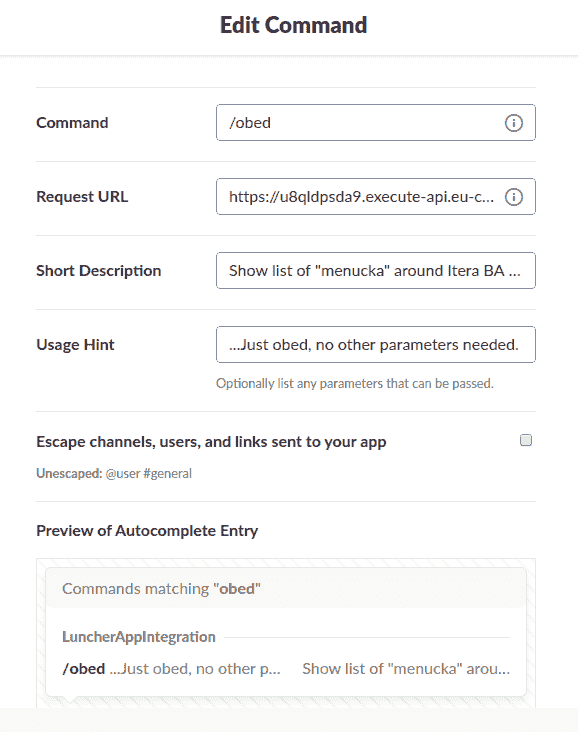 Edit Command
Command
/obed
Request URL
https://u8qldpsda9.execute-api.eu-c...
Short Description
Show list of "menucka" around Itera BA ...
Usage Hint
...Just obed, no other parameters needed.
Optionally list any parameters that can be passed.
Escape channels, users, and links sent to your app
Unescaped: @user #general
Preview of Autocomplete Entry
Commands matching "obed"
LuncherAppIntegration
/obed ...Just obed, no other p... Show list of "menucka" arou...